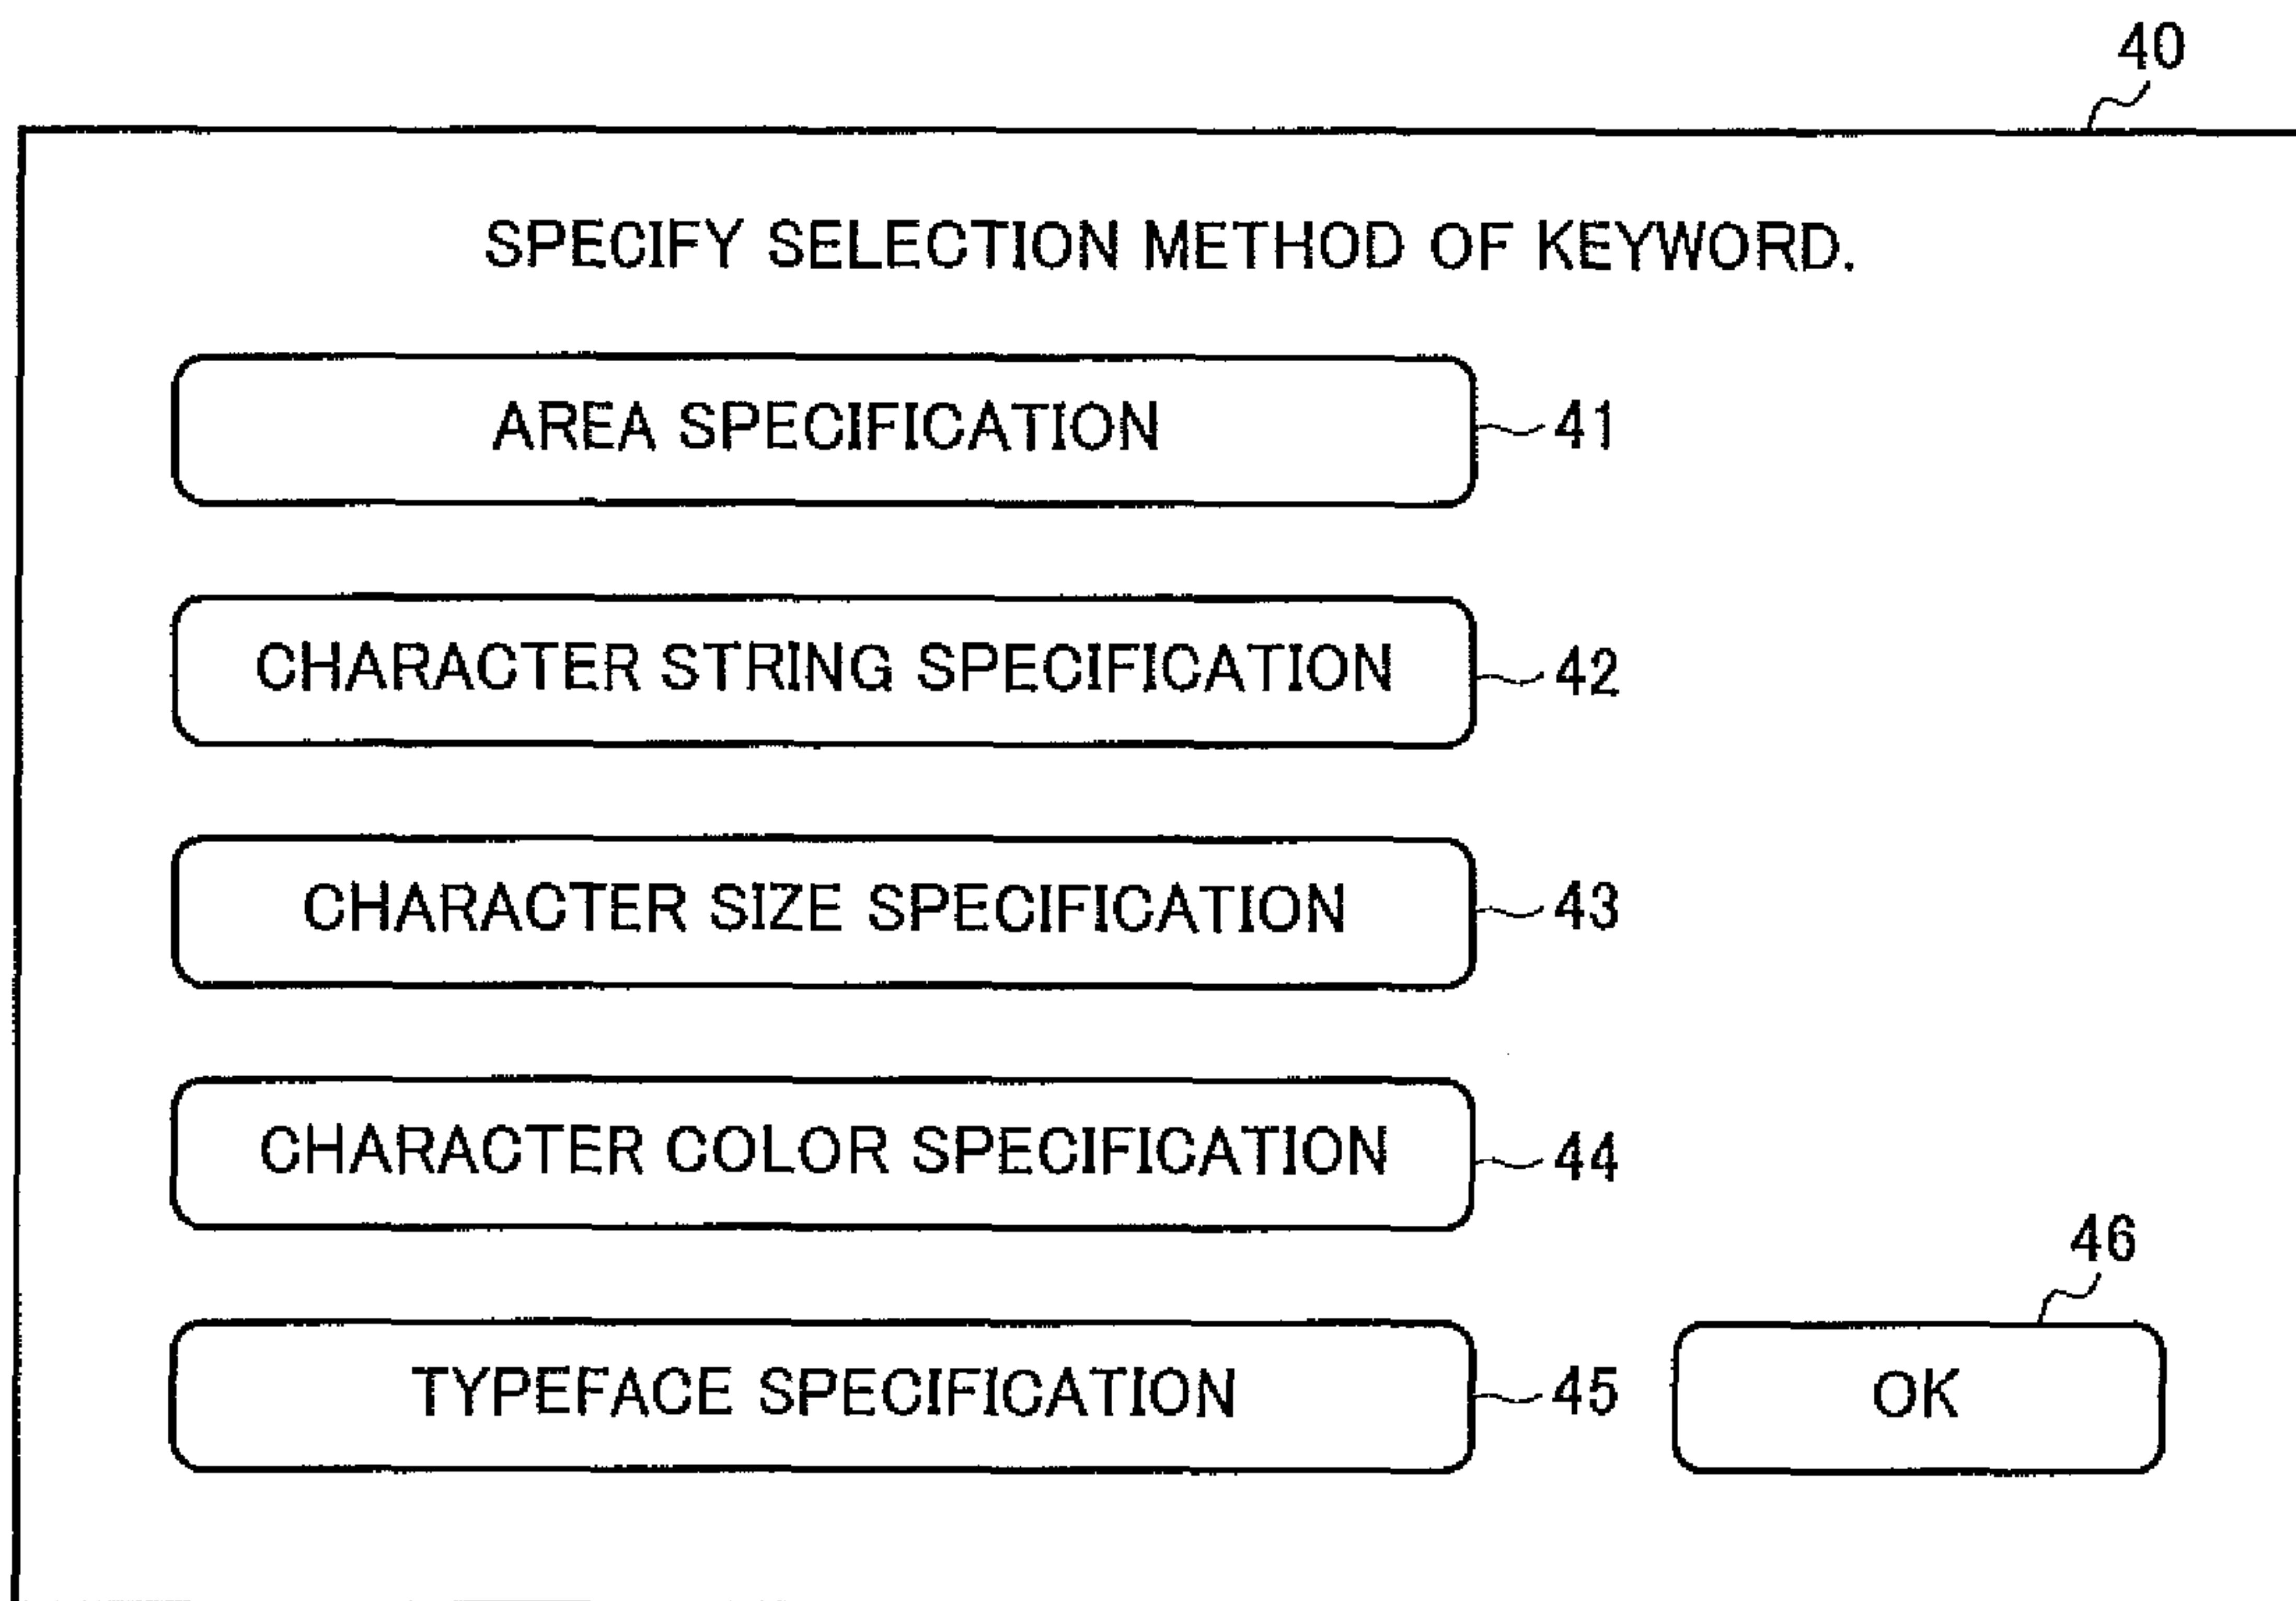 40
SPECIFY SELECTION METHOD OF KEYWORD.
AREA SPECIFICATION 41
CHARACTER STRING SPECIFICATION 42
CHARACTER SIZE SPECIFICATION 43
CHARACTER COLOR SPECIFICATION 44
46
TYPEFACE SPECIFICATION 45 OK